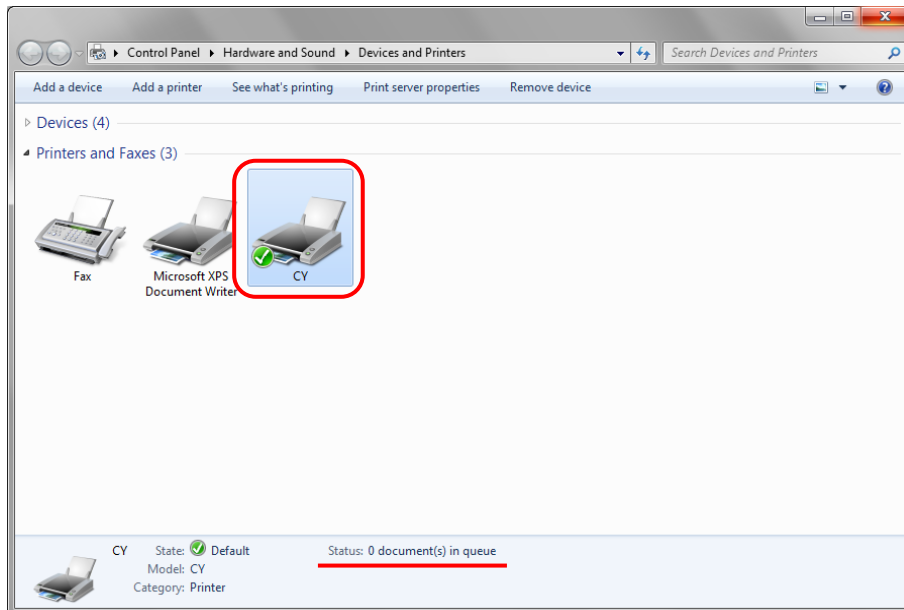 Control Panel Hardware and Sound Devices and Printers Search Devices and Printers
Add a device Add a printer See what's printing Print server properties Remove device
Devices (4)
Printers and Faxes (3)
Fax
Microsoft XPS
Document Writer
CY
CY State: Default Status: 0 document(s) in queue
Model: CY
Category: Printer